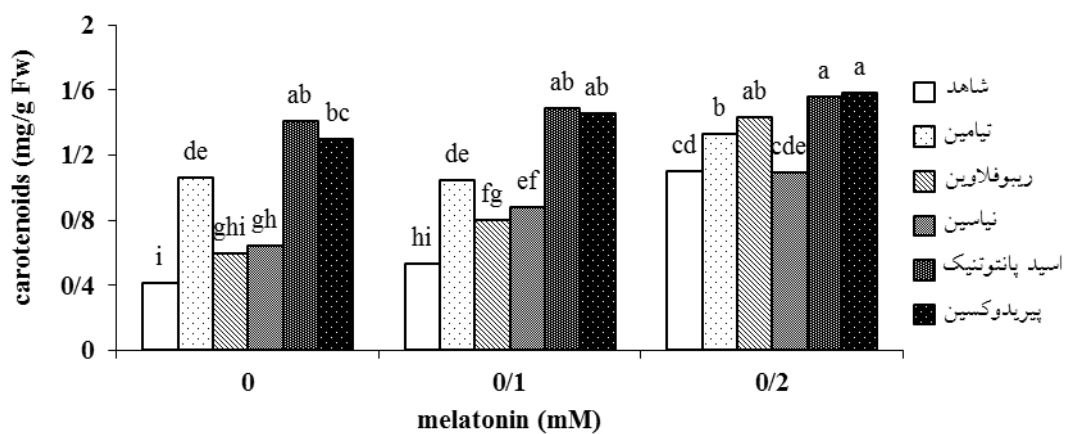 carotenoids (mg/g Fw)
2
1/6
1/2
0/8
0/4
0
i
de
ghi
gh
ab
bc
hi
de
fg
ef
ab
ab
cd
b
ab
cde
a
a
0
0/1
0/2
melatonin (mM)
شاهد
تیامین
ریبوفلاوین
نیاسین
اسید پانتوتنیک
پیریدوکسین